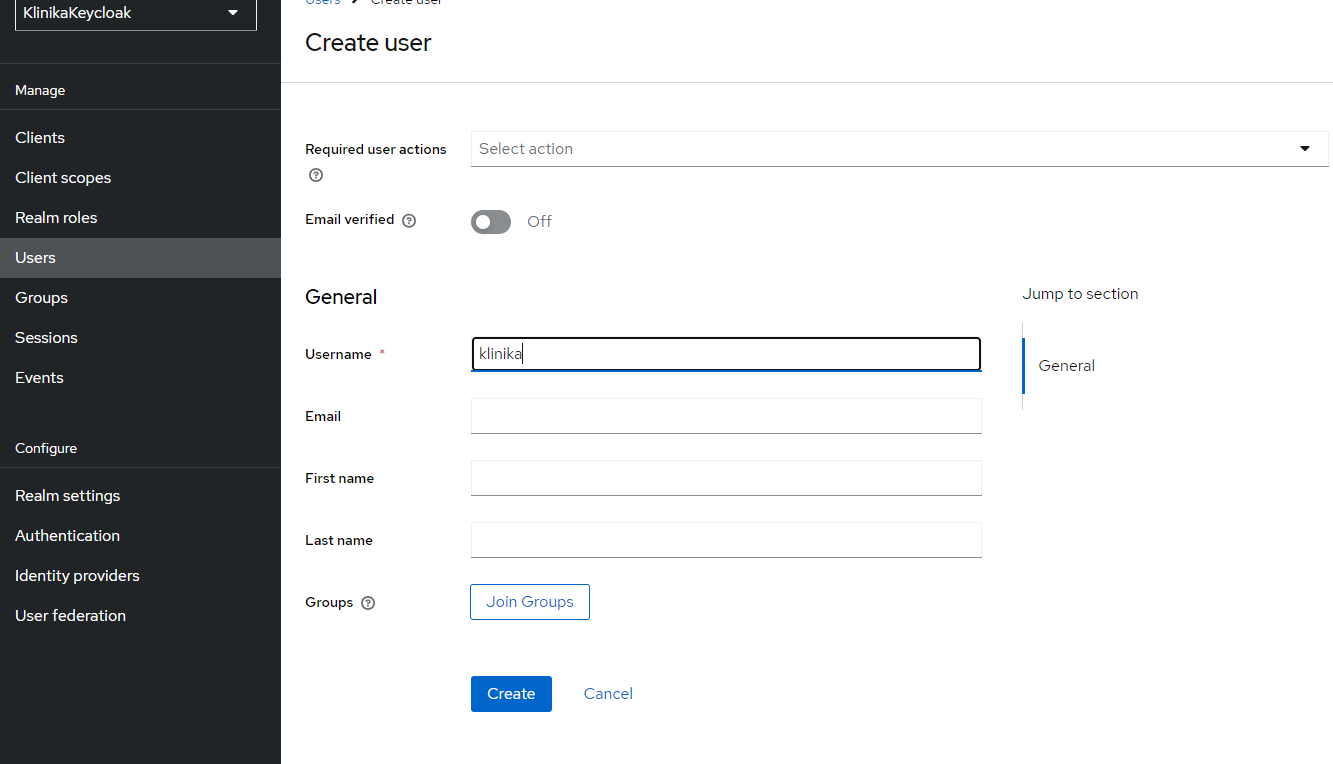 KlinikaKeycloak
Manage
Clients
Client scopes
Realm roles
Users
Groups
Sessions
Events
Configure
Realm settings
Authentication
Identity providers
User federation
Users > Create user
Create user
Required user actions
Select action
Email verified
Off
General
Jump to section
General
Username *
klinika
Email
First name
Last name
Groups
Join Groups
Create Cancel